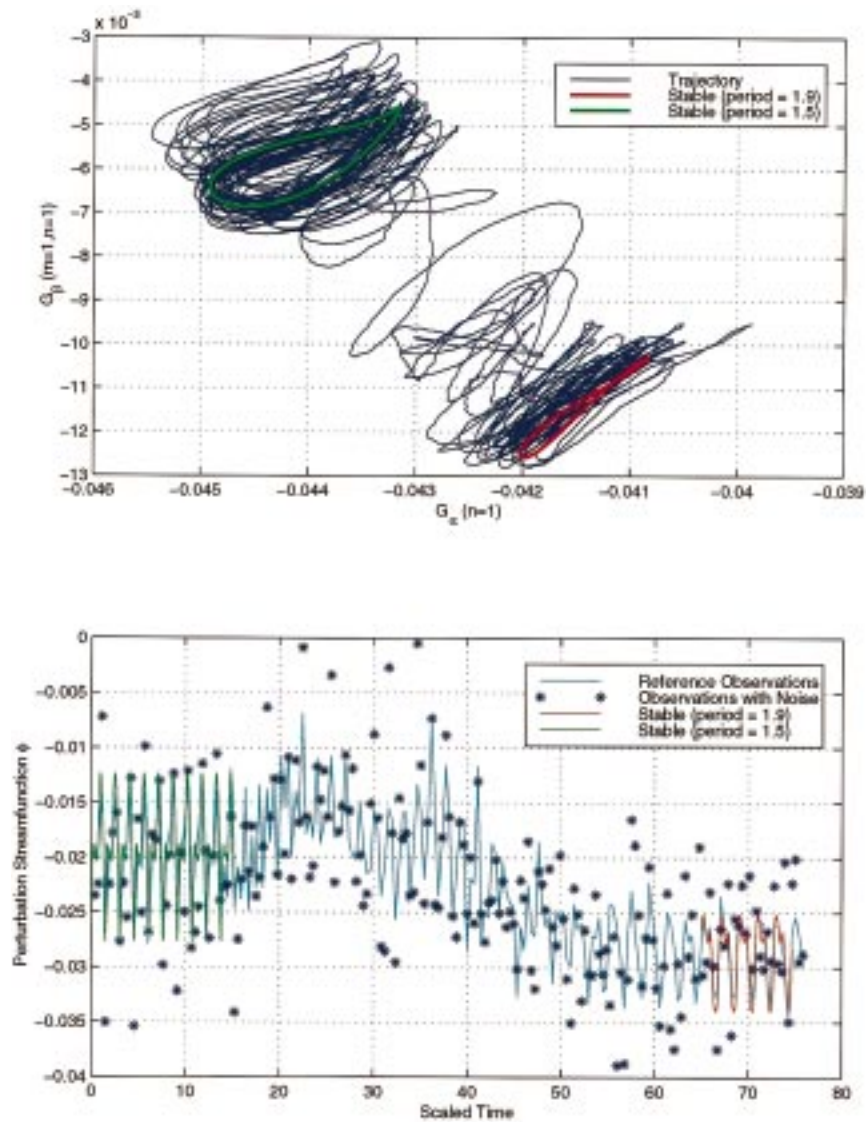 x 10⁻³
−3
−4
−5
−6
−7
−8
−9
−10
−11
−12
−13
G_β (m=1,n=1)
Trajectory
Stable (period = 1.9)
Stable (period = 1.5)
−0.046 −0.045 −0.044 −0.043 −0.042 −0.041 −0.04 −0.039
G_α (n=1)
0
−0.005
−0.01
−0.015
−0.02
−0.025
−0.03
−0.035
−0.04
Perturbation Streamfunction ϕ
Reference Observations
Observations with Noise
Stable (period = 1.9)
Stable (period = 1.5)
0 10 20 30 40 50 60 70 80
Scaled Time